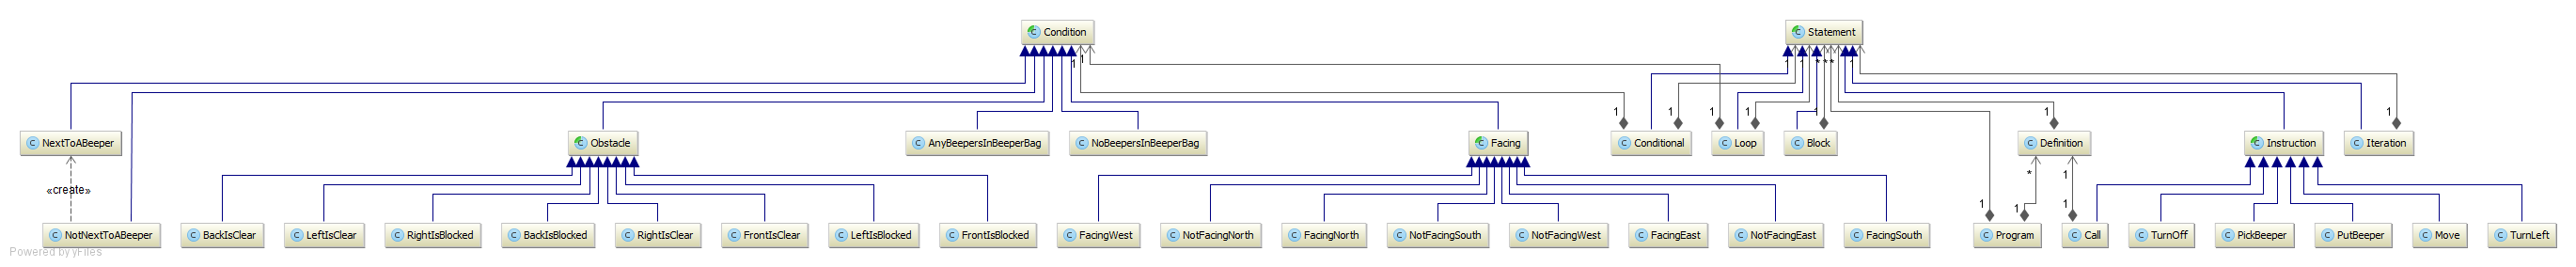 C Condition
C Statement
1
1
1
1
*
*
*
1
1
1
1
1
1
1
1
C NextToABeeper
C Obstacle
C AnyBeepersInBeeperBag
C NoBeepersInBeeperBag
C Facing
C Conditional
C Loop
C Block
C Definition
C Instruction
C Iteration
«create»
*
1
1
1
1
C NotNextToABeeper
C BackIsClear
C LeftIsClear
C RightIsBlocked
C BackIsBlocked
C RightIsClear
C FrontIsClear
C LeftIsBlocked
C FrontIsBlocked
C FacingWest
C NotFacingNorth
C FacingNorth
C NotFacingSouth
C NotFacingWest
C FacingEast
C NotFacingEast
C FacingSouth
C Program
C Call
C TurnOff
C PickBeeper
C PutBeeper
C Move
C TurnLeft
Powered by yFiles